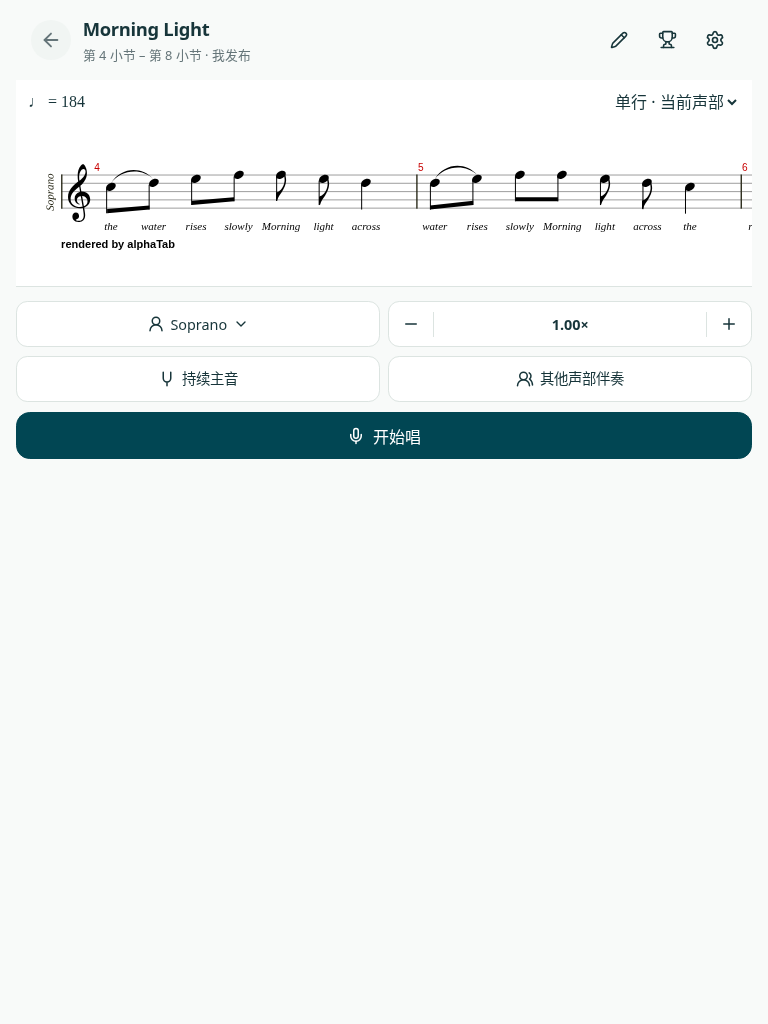 Morning Light
第 4 小节 – 第 8 小节 · 我发布
♩ = 184
单行 · 当前声部
4 5 6
Soprano
the water rises slowly Morning light across water rises slowly Morning light across the
rendered by alphaTab
Soprano
1.00×
持续主音
其他声部伴奏
开始唱